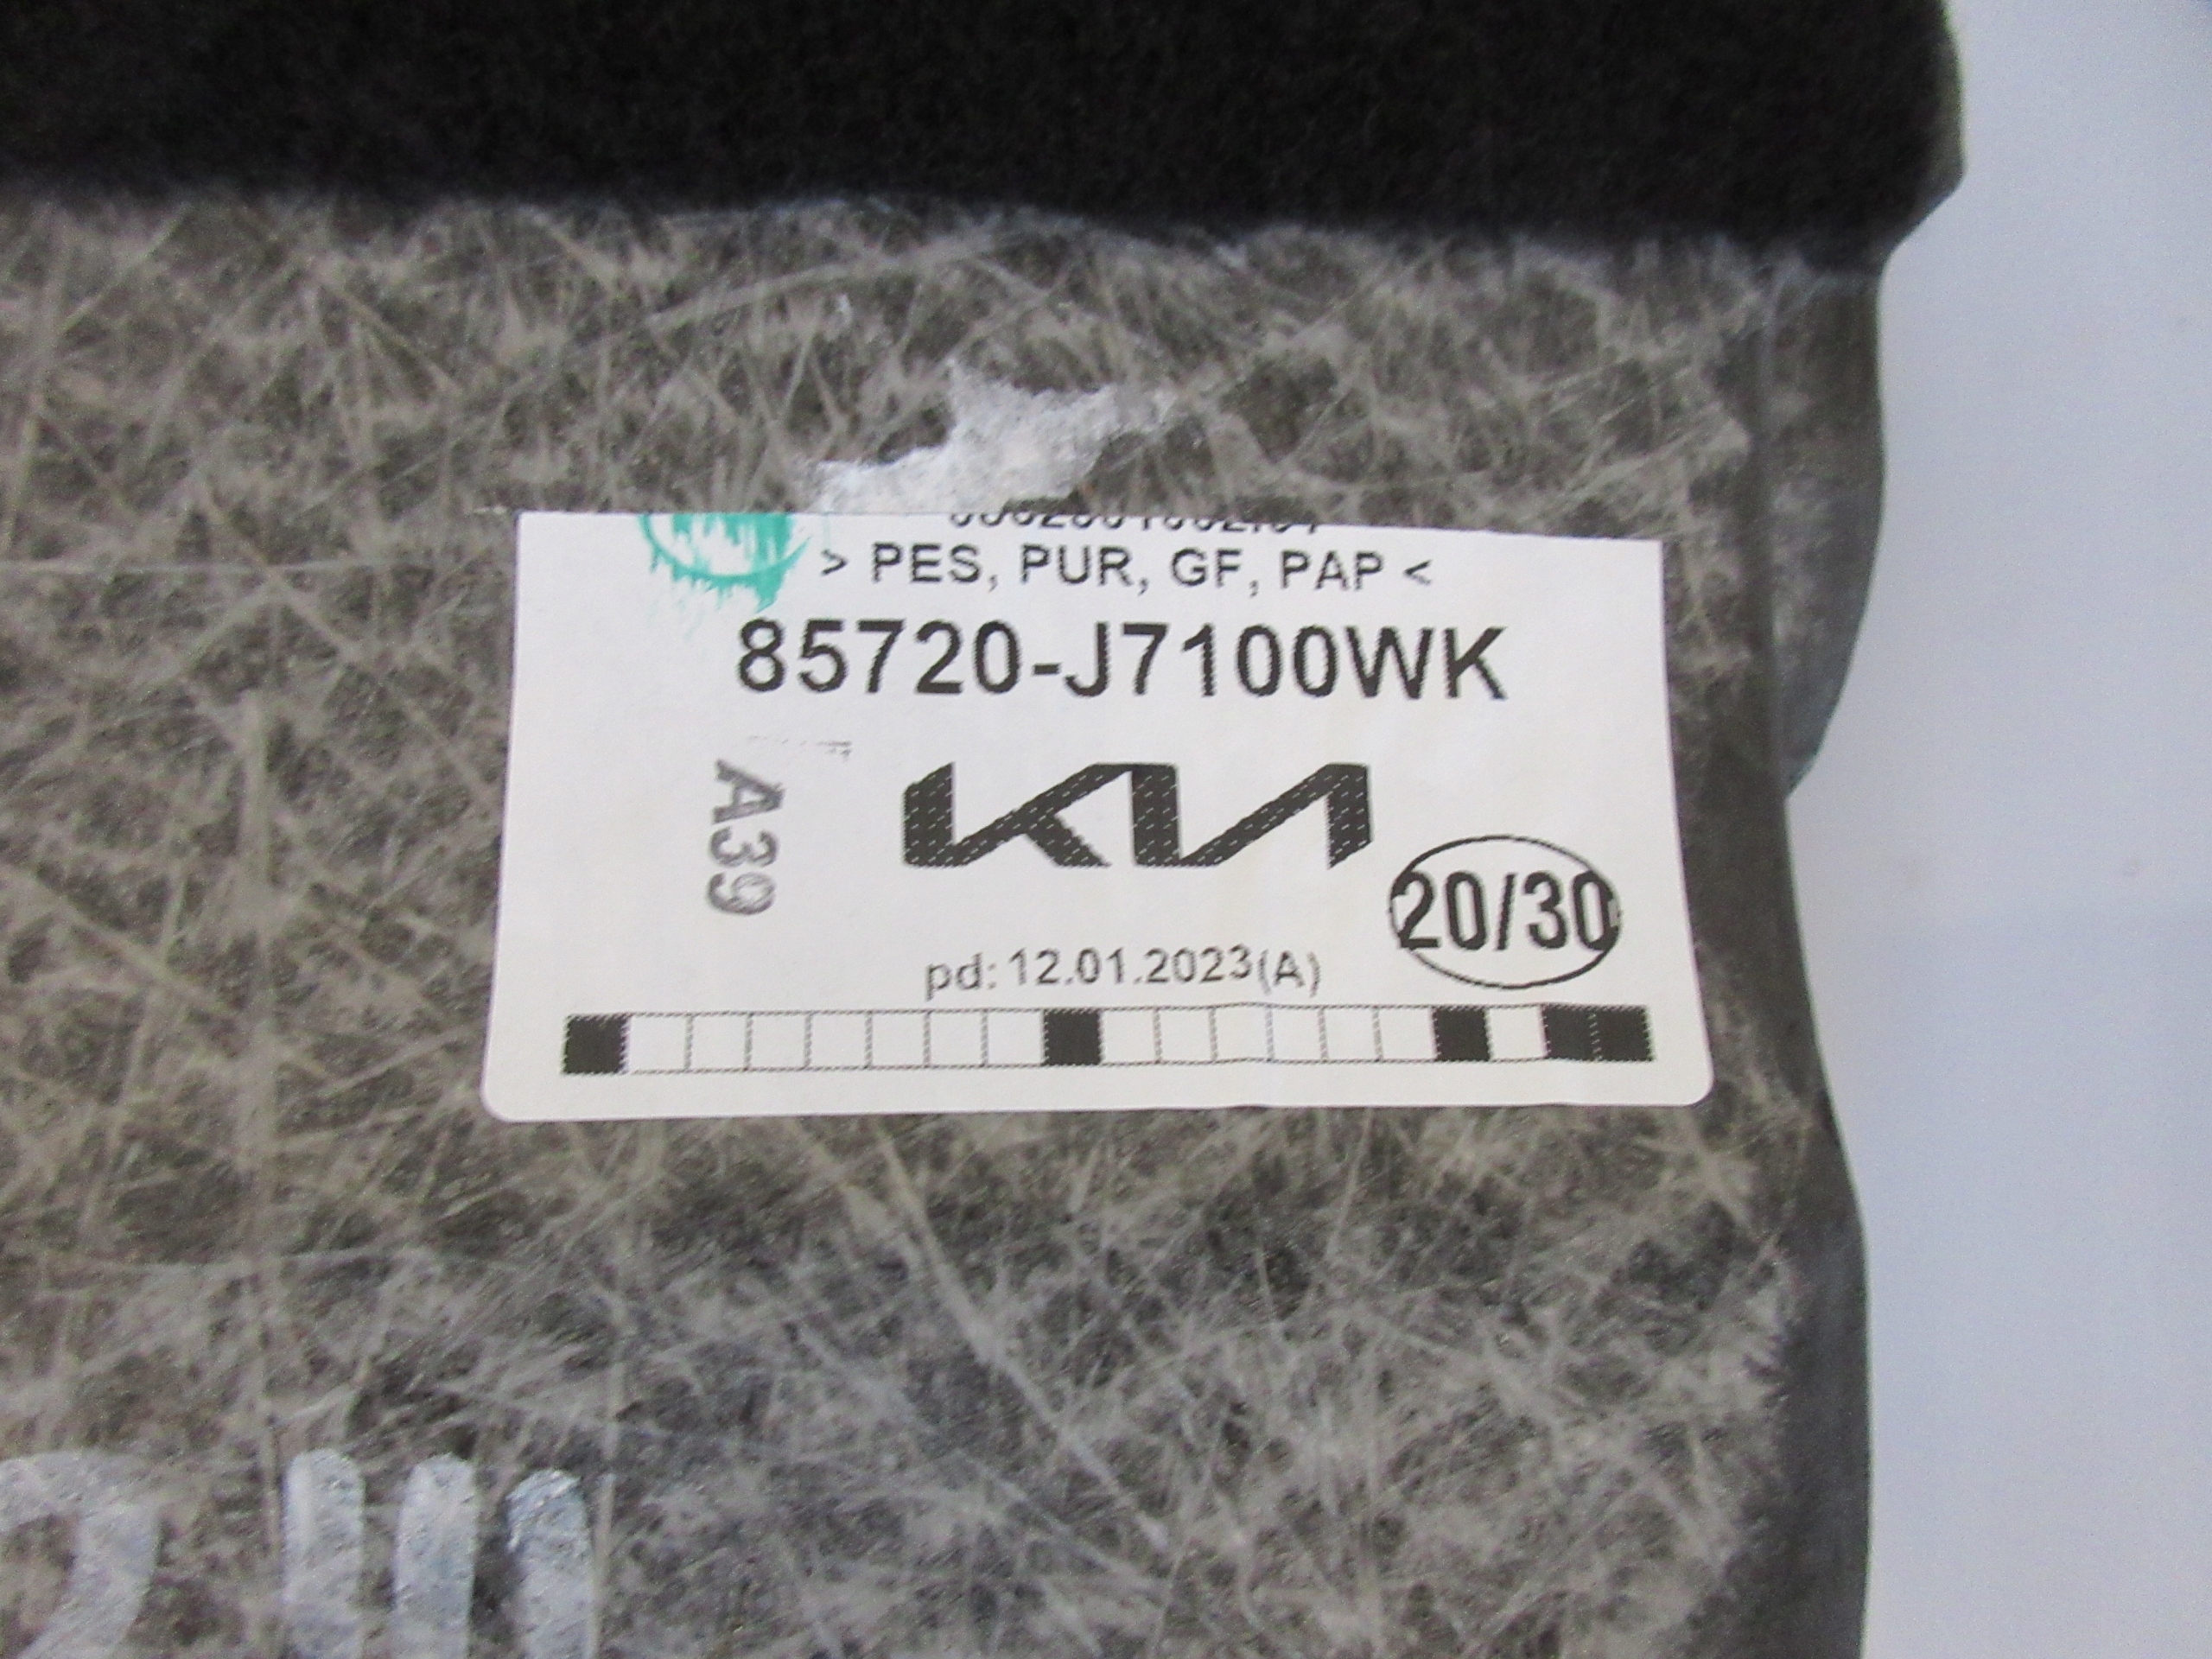 > PES, PUR, GF, PAP <
85720-J7100WK
A39
KIA
20/30
pd: 12.01.2023(A)